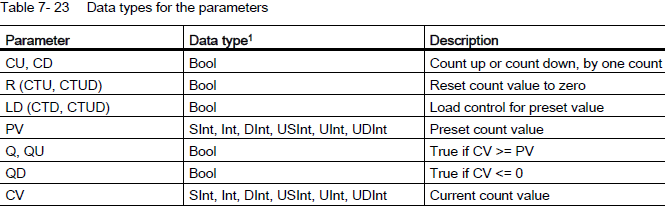 Table 7- 23 Data types for the parameters
Parameter Data type¹ Description
CU, CD Bool Count up or count down, by one count
R (CTU, CTUD) Bool Reset count value to zero
LD (CTD, CTUD) Bool Load control for preset value
PV SInt, Int, DInt, USInt, UInt, UDInt Preset count value
Q, QU Bool True if CV >= PV
QD Bool True if CV <= 0
CV SInt, Int, DInt, USInt, UInt, UDInt Current count value